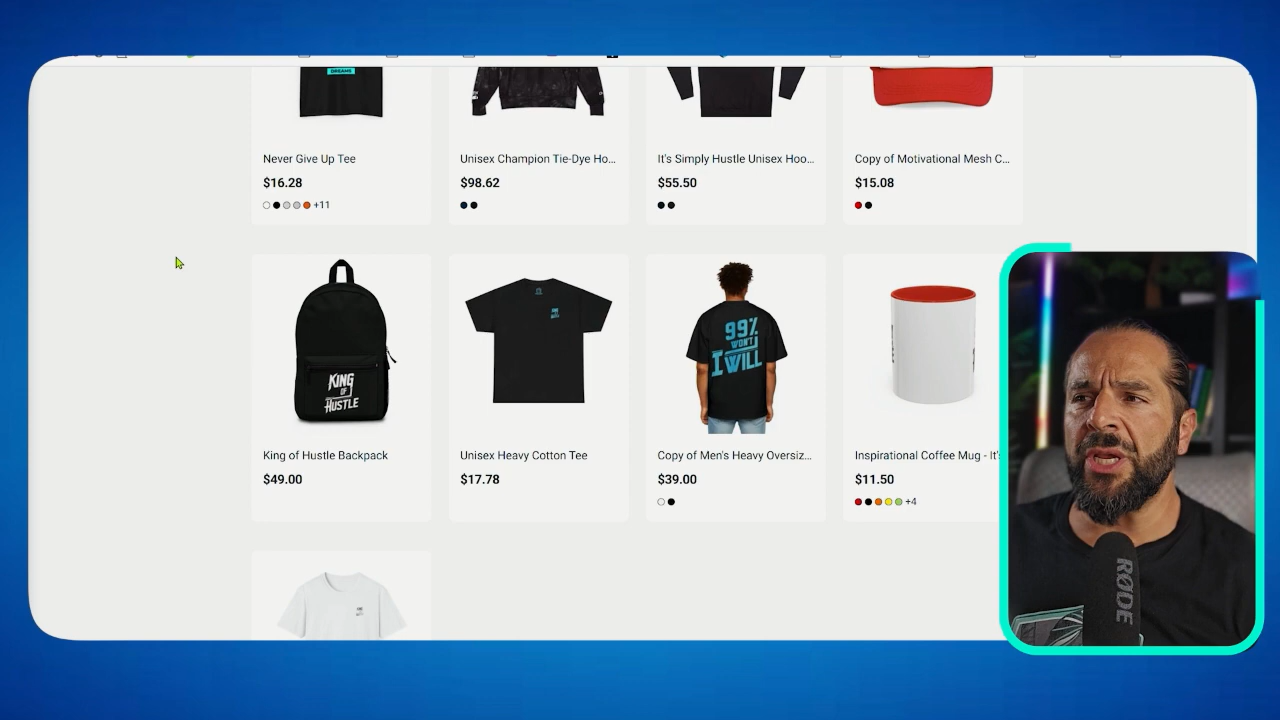 DREAMS
Never Give Up Tee
Unisex Champion Tie-Dye Ho...
It's Simply Hustle Unisex Hoo...
Copy of Motivational Mesh C...
$16.28
$98.62
$55.50
$15.08
+11
KING
OF
HUSTLE
99%
WON'T
I WILL
King of Hustle Backpack
Unisex Heavy Cotton Tee
Copy of Men's Heavy Oversiz...
Inspirational Coffee Mug - It's
$49.00
$17.78
$39.00
$11.50
+4
RØDE